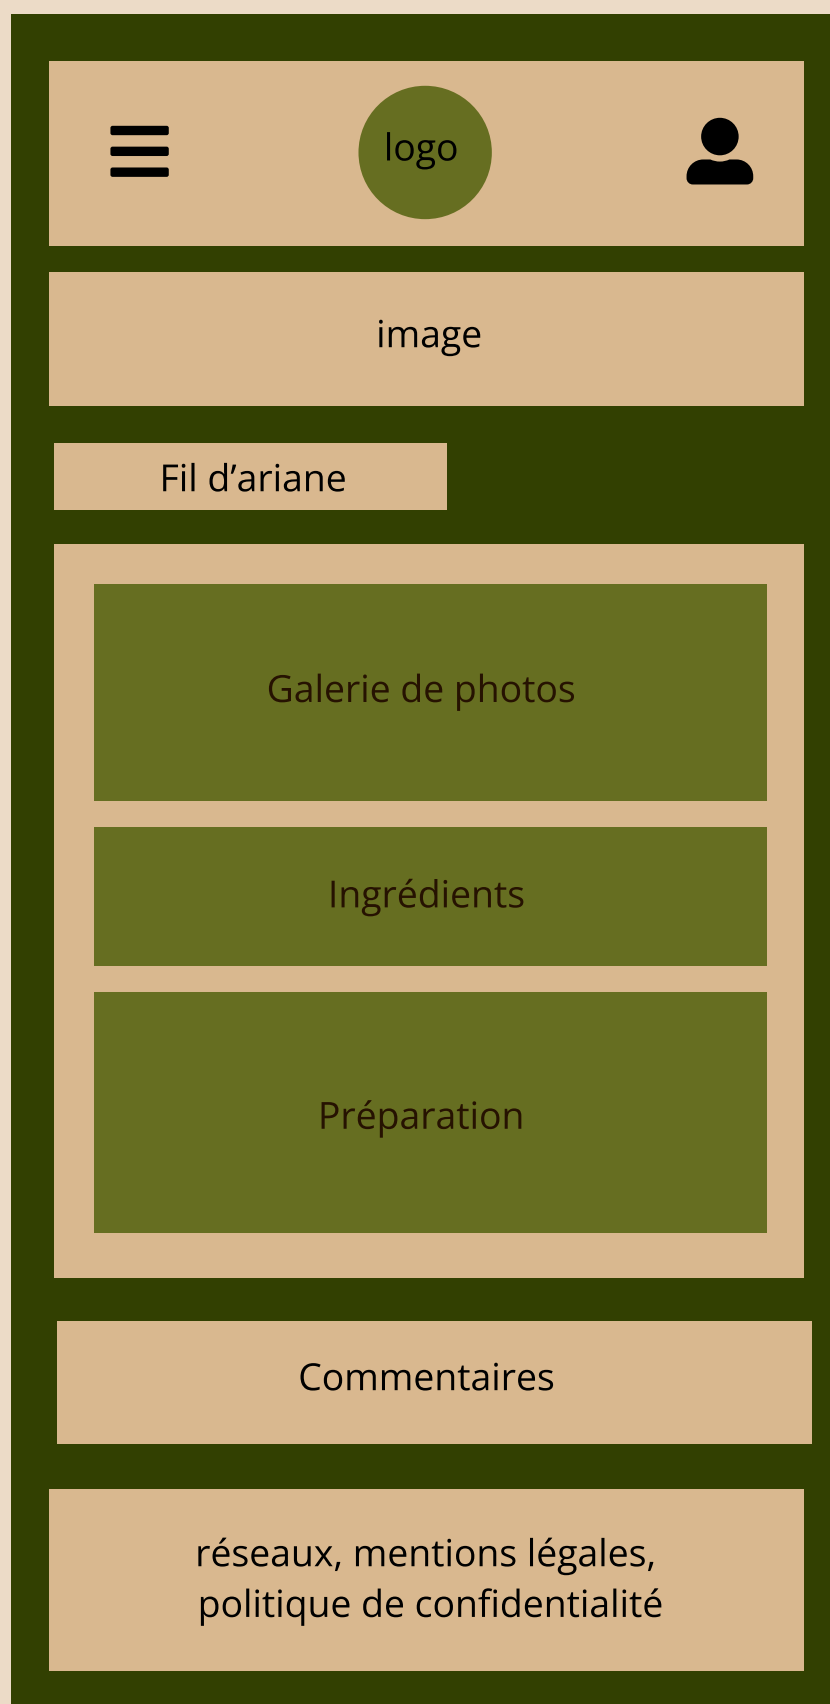 logo
image
Fil d’ariane
Galerie de photos
Ingrédients
Préparation
Commentaires
réseaux, mentions légales,
politique de confidentialité